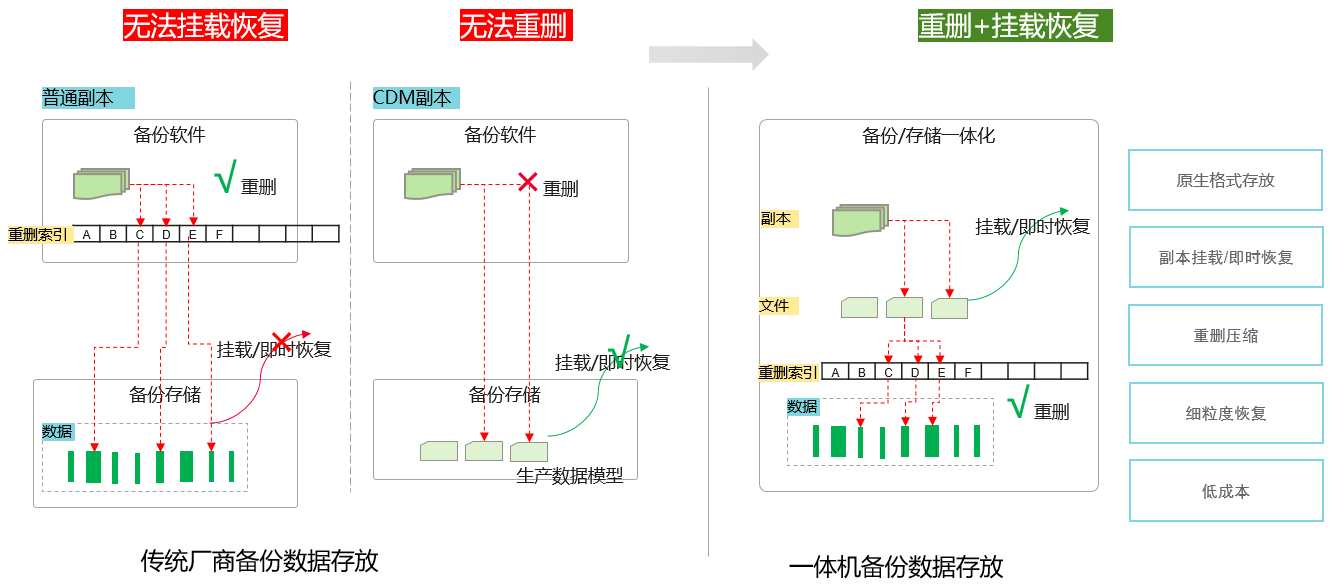 无法挂载恢复
无法重删
重删+挂载恢复
普通副本
备份软件
√ 重删
重删索引 A B C D E F
挂载/即时恢复
备份存储
数据
CDM副本
备份软件
重删
挂载/即时恢复
备份存储
生产数据模型
传统厂商备份数据存放
备份/存储一体化
副本
挂载/即时恢复
文件
重删索引 A B C D E F
数据
√ 重删
一体机备份数据存放
原生格式存放
副本挂载/即时恢复
重删压缩
细粒度恢复
低成本